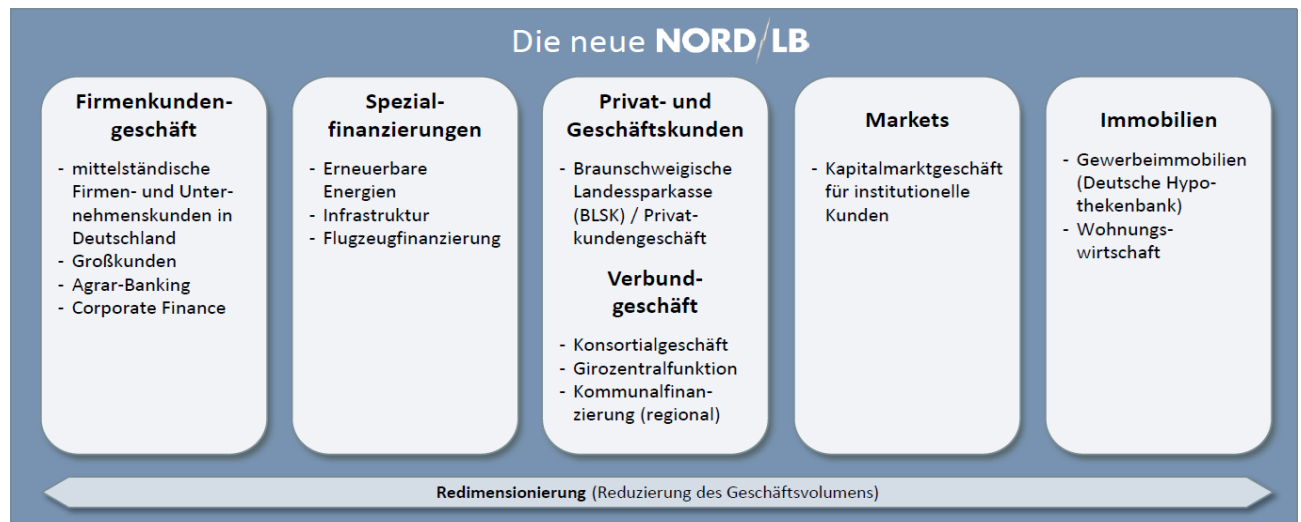 Die neue NORD/LB
Firmenkunden-
geschäft
- mittelständische
Firmen- und Unter-
nehmenskunden in
Deutschland
- Großkunden
- Agrar-Banking
- Corporate Finance
Spezial-
finanzierungen
- Erneuerbare
Energien
- Infrastruktur
- Flugzeugfinanzierung
Privat- und
Geschäftskunden
- Braunschweigische
Landessparkasse
(BLSK) / Privat-
kundengeschäft
Verbund-
geschäft
- Konsortialgeschäft
- Girozentralfunktion
- Kommunalfinan-
zierung (regional)
Markets
- Kapitalmarktgeschäft
für institutionelle
Kunden
Immobilien
- Gewerbeimmobilien
(Deutsche Hypo-
thekenbank)
- Wohnungs-
wirtschaft
Redimensionierung (Reduzierung des Geschäftsvolumens)